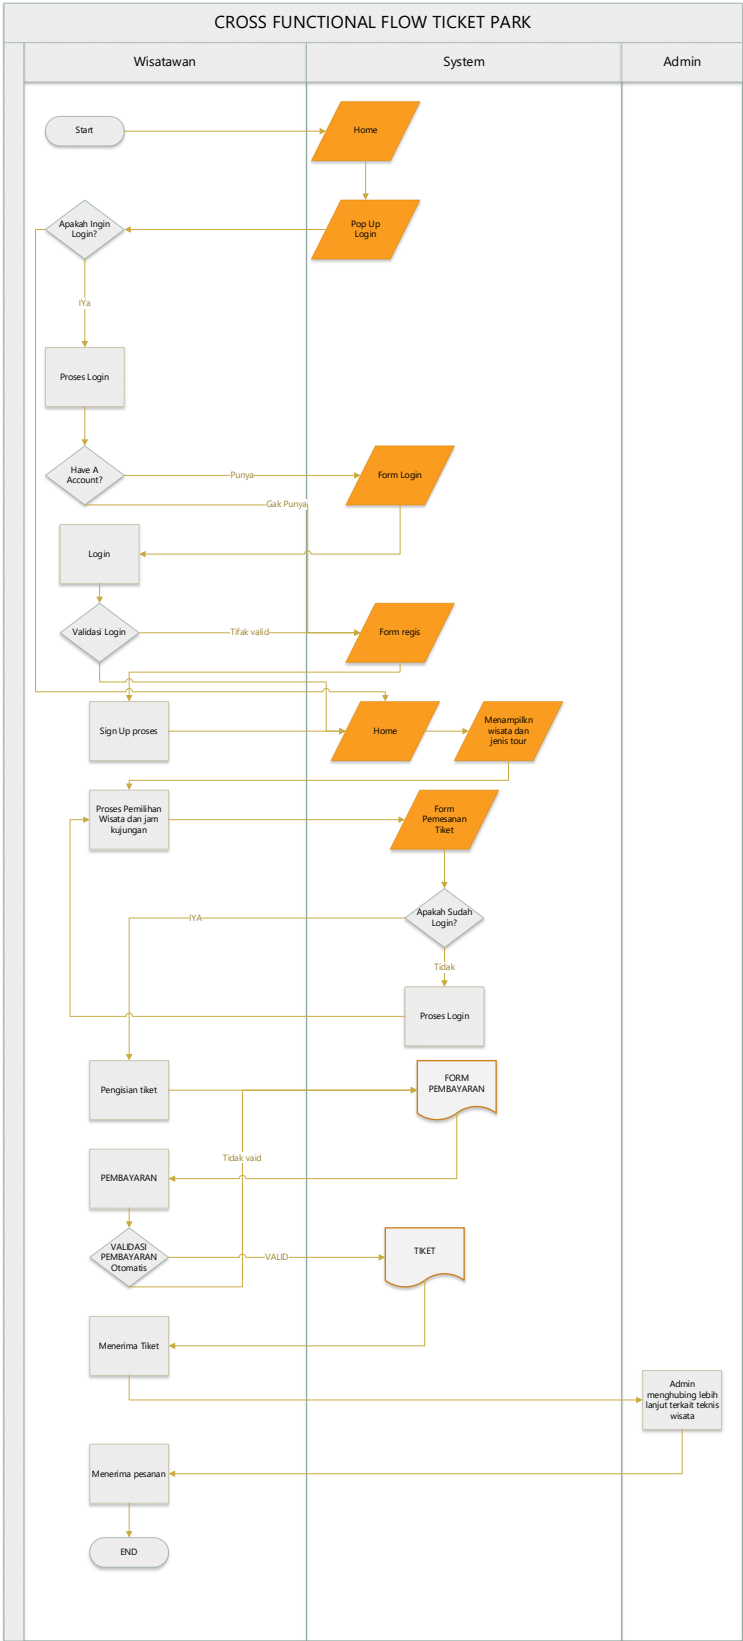 CROSS FUNCTIONAL FLOW TICKET PARK
Wisatawan
System
Admin
Start
Home
Apakah Ingin
Login?
Pop Up
Login
IYa
Proses Login
Have A
Account?
Punya
Form Login
Gak Punya
Login
Validasi Login
Tifak valid
Form regis
Sign Up proses
Home
Menampilkn
wisata dan
jenis tour
Proses Pemilihan
Wisata dan jam
kujungan
Form
Pemesanan
Tiket
IYA
Apakah Sudah
Login?
Tidak
Proses Login
Pengisian tiket
FORM
PEMBAYARAN
Tidak vaid
PEMBAYARAN
VALIDASI
PEMBAYARAN
Otomatis
VALID
TIKET
Menerima Tiket
Admin
menghubing lebih
lanjut terkait teknis
wisata
Menerima pesanan
END